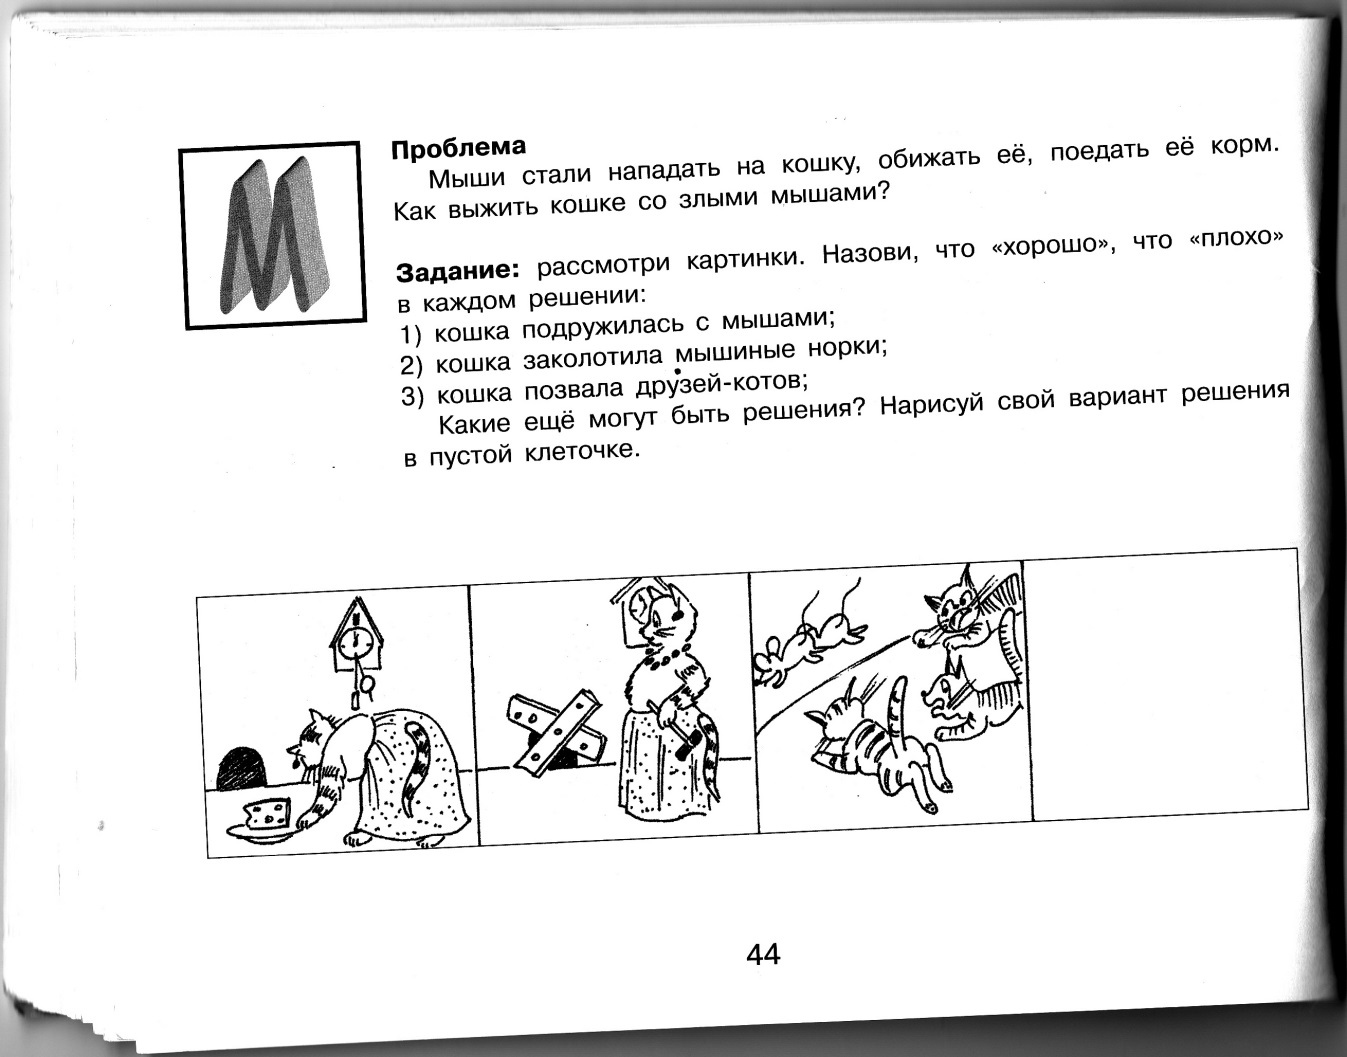 М
Проблема
Мыши стали нападать на кошку, обижать её, поедать её корм.
Как выжить кошке со злыми мышами?
Задание: рассмотри картинки. Назови, что «хорошо», что «плохо»
в каждом решении:
1) кошка подружилась с мышами;
2) кошка заколотила мышиные норки;
3) кошка позвала друзей-котов;
Какие ещё могут быть решения? Нарисуй свой вариант решения
в пустой клеточке.
44